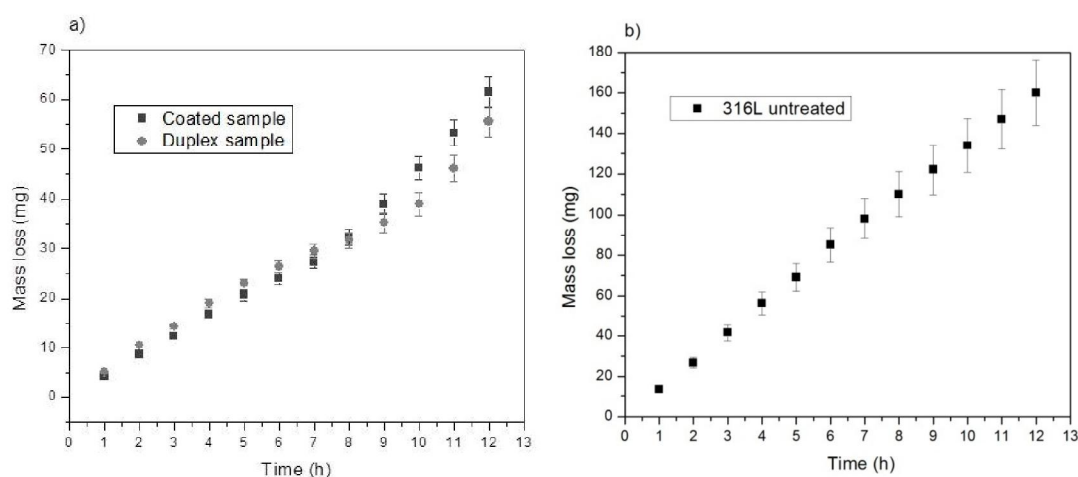 a)
70
60
50
40
30
20
10
0
Mass loss (mg)
Coated sample
Duplex sample
0 1 2 3 4 5 6 7 8 9 10 11 12 13
Time (h)
b)
180
160
140
120
100
80
60
40
20
0
Mass loss (mg)
316L untreated
0 1 2 3 4 5 6 7 8 9 10 11 12 13
Time (h)